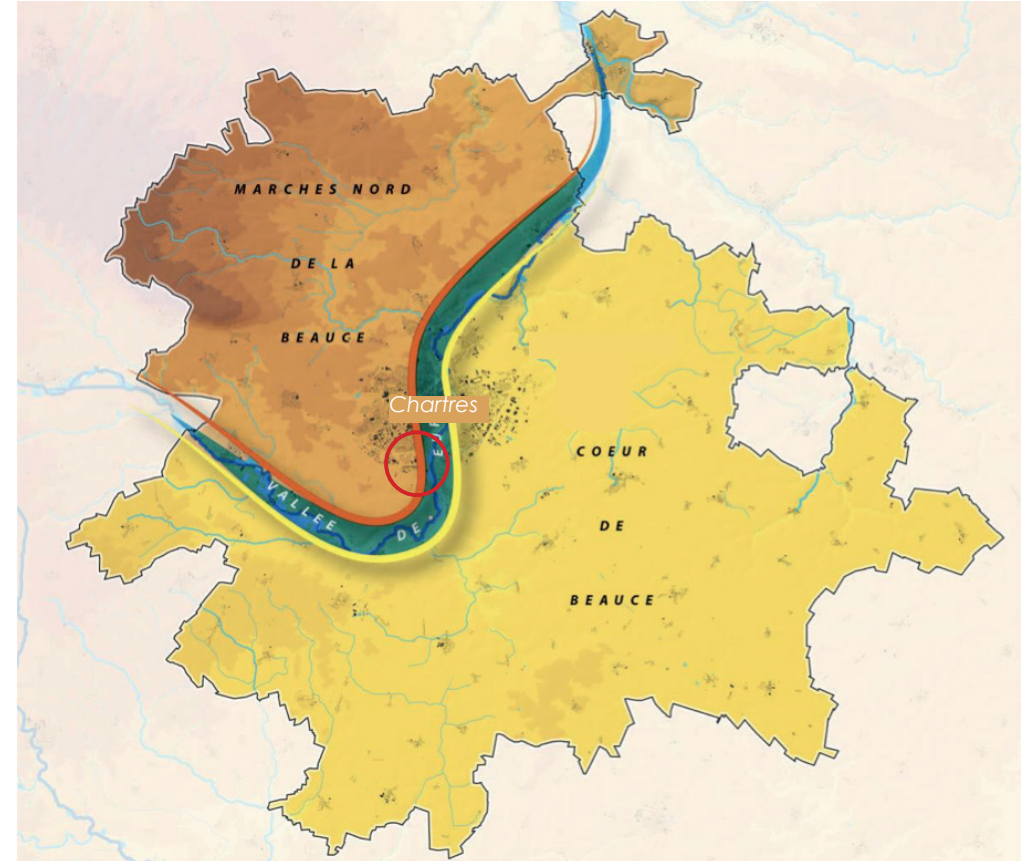 MARCHES NORD
DE LA
BEAUCE
Chartres
COEUR
DE
BEAUCE
VALLEE
DE